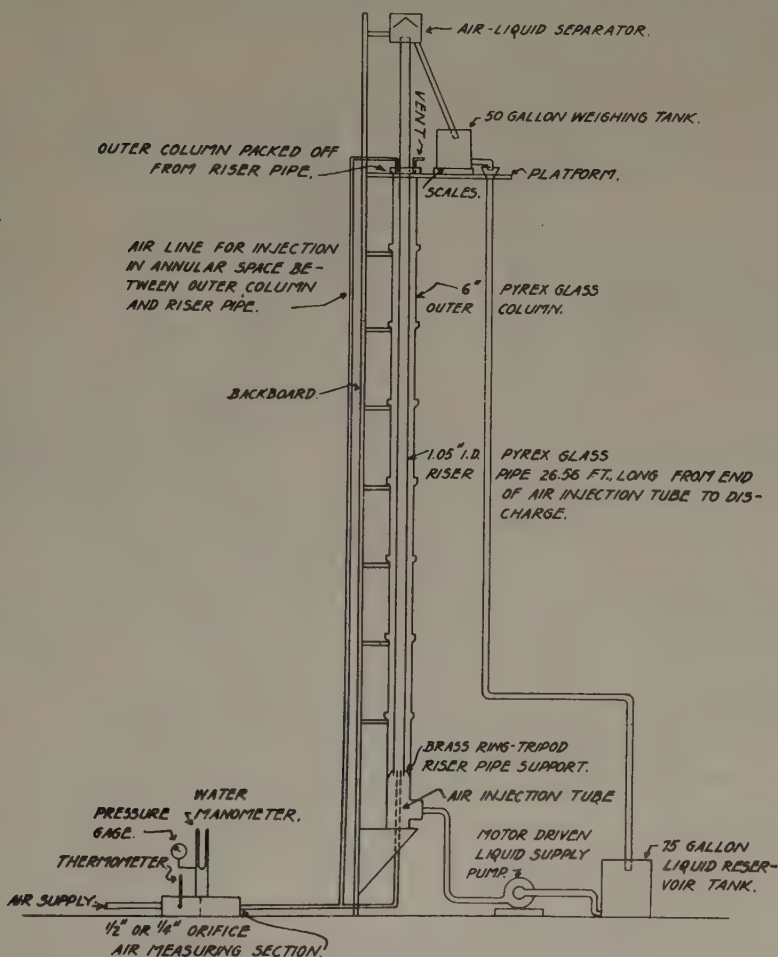 AIR-LIQUID SEPARATOR.
VENT
50 GALLON WEIGHING TANK.
OUTER COLUMN PACKED OFF
FROM RISER PIPE.
SCALES.
PLATFORM.
AIR LINE FOR INJECTION
IN ANNULAR SPACE BE-
TWEEN OUTER COLUMN
AND RISER PIPE.
6" PYREX GLASS
OUTER COLUMN.
BACKBOARD.
1.05" I.D. PYREX GLASS
RISER PIPE 26.56 FT., LONG FROM END
OF AIR INJECTION TUBE TO DIS-
CHARGE.
BRASS RING-TRIPOD
RISER PIPE SUPPORT.
AIR INJECTION TUBE
WATER
PRESSURE MANOMETER.
GAGE.
THERMOMETER
MOTOR DRIVEN
LIQUID SUPPLY
PUMP.
75 GALLON
LIQUID RESER-
VOIR TANK.
AIR SUPPLY
1/2" OR 1/4" ORIFICE
AIR MEASURING SECTION.